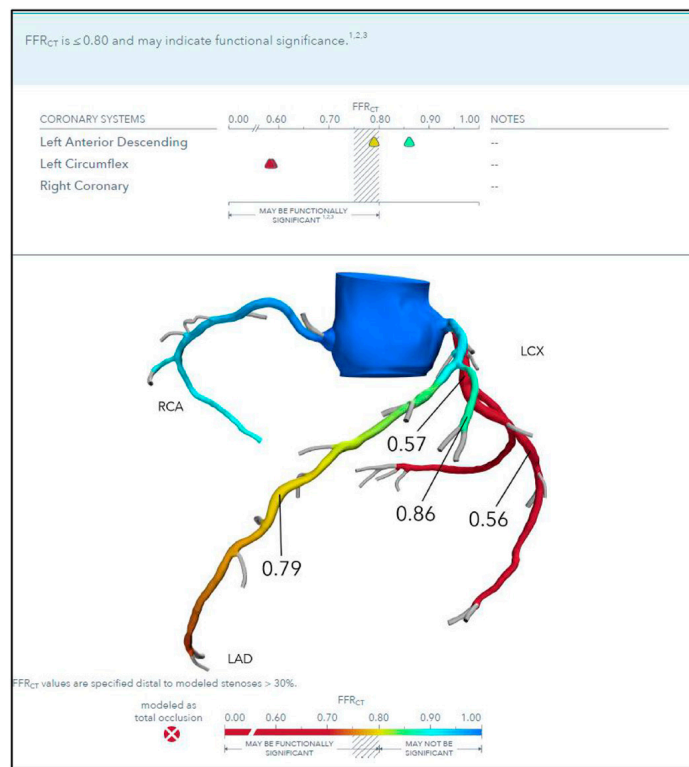 FFRCT is ≤ 0.80 and may indicate functional significance.1,2,3
FFRCT
CORONARY SYSTEMS 0.00 0.60 0.80 0.90 1.00 NOTES
Left Anterior Descending --
Left Circumflex --
Right Coronary --
MAY BE FUNCTIONALLY
SIGNIFICANT 1,2,3
LCX
RCA
0.57
0.86
0.56
0.79
LAD
FFRCT values are specified distal to modeled stenoses > 30%.
FFRCT
modeled as
total occlusion
0.00 0.60 0.70 0.80 0.90 1.00
MAY BE FUNCTIONALLY
SIGNIFICANT
MAY NOT BE
SIGNIFICANT